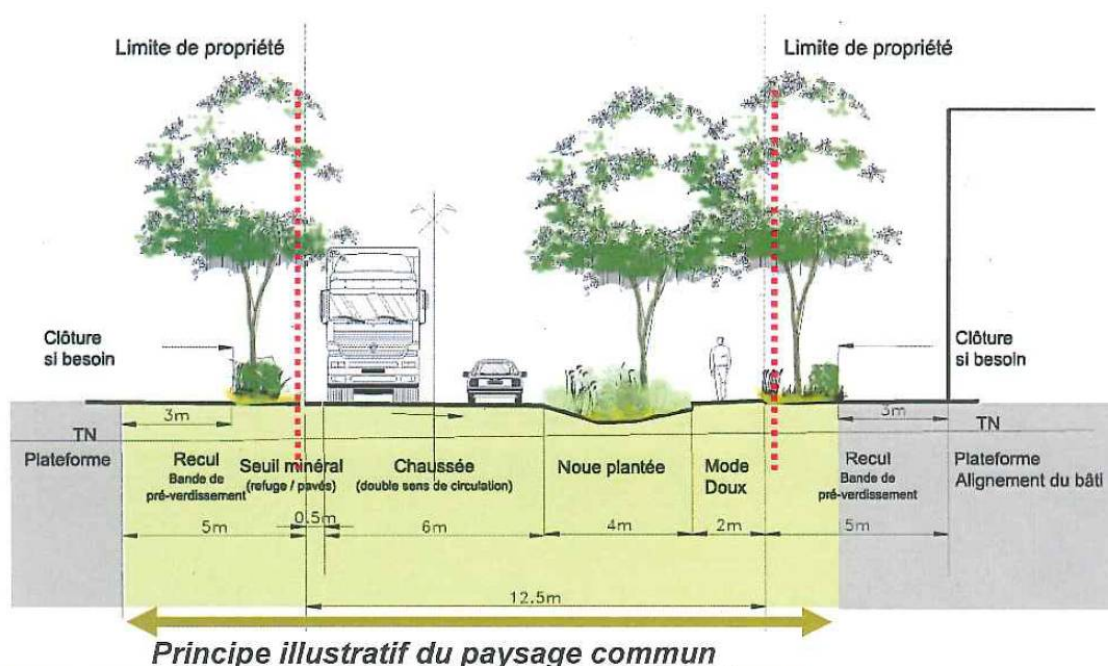 Limite de propriété
Limite de propriété
Clôture
si besoin
Clôture
si besoin
3m
3m
TN
TN
Plateforme
Recul
Bande de
pré-verdissement
Seuil minéral
(refuge / pavés)
Chaussée
(double sens de circulation)
Noue plantée
Mode
Doux
Recul
Bande de
pré-verdissement
Plateforme
Alignement du bâti
5m
0.5m
6m
4m
2m
5m
12.5m
Principe illustratif du paysage commun